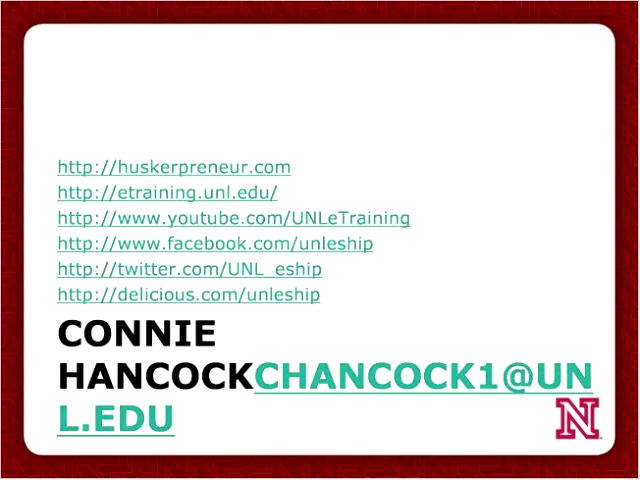 http://huskerpreneur.com
http://etraining.unl.edu/
http://www.youtube.com/UNLeTraining
http://www.facebook.com/unleship
http://twitter.com/UNL_eship
http://delicious.com/unleship
CONNIE
HANCOCKCHANCOCK1@UN
L.EDU
N